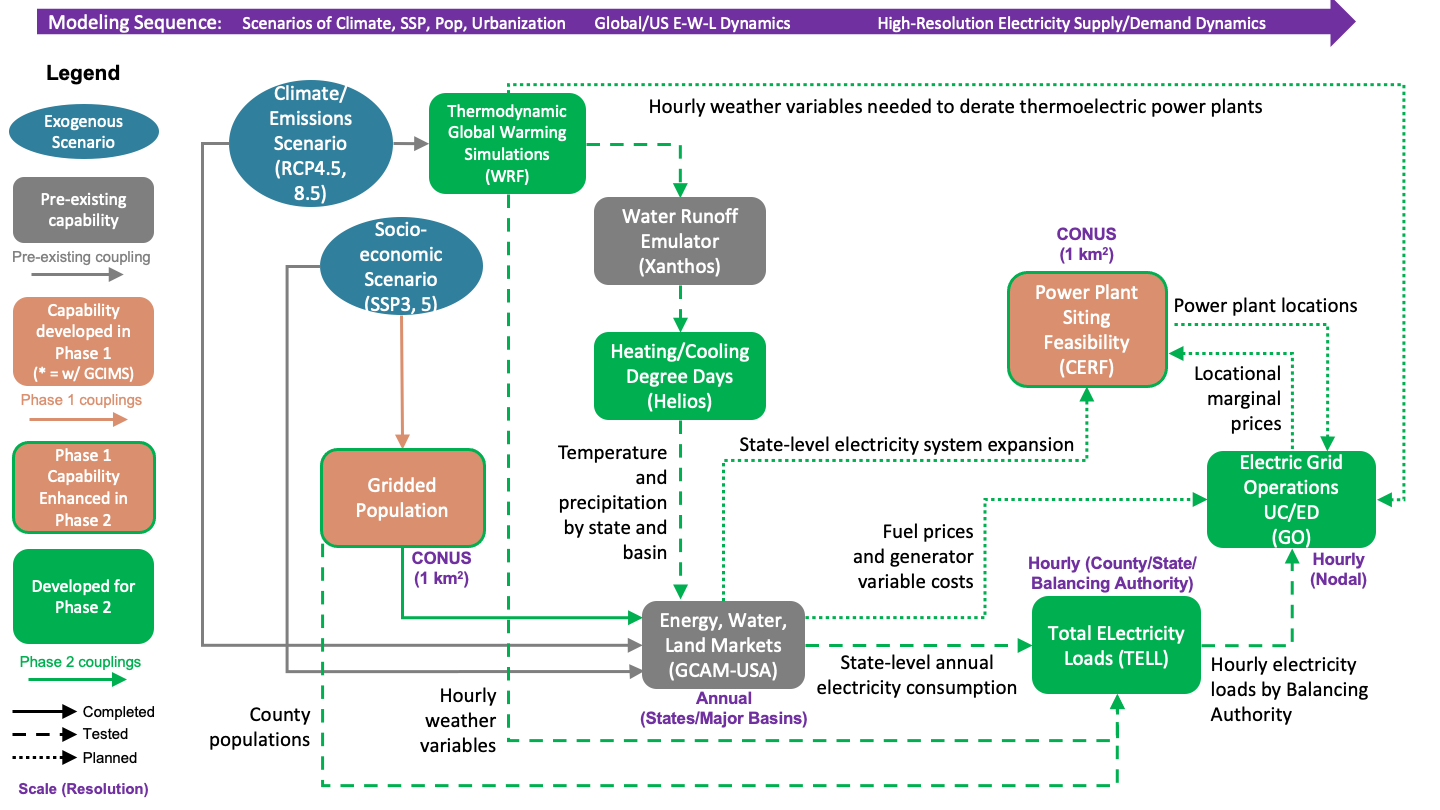 Modeling Sequence: Scenarios of Climate, SSP, Pop, Urbanization Global/US E-W-L Dynamics High-Resolution Electricity Supply/Demand Dynamics
Legend
Exogenous
Scenario
Pre-existing
capability
Pre-existing coupling
Capability
developed in
Phase 1
(* = w/ GCIMS)
Phase 1 couplings
Phase 1
Capability
Enhanced in
Phase 2
Developed for
Phase 2
Phase 2 couplings
Completed
Tested
Planned
Scale (Resolution)
Climate/
Emissions
Scenario
(RCP4.5,
8.5)
Thermodynamic
Global Warming
Simulations
(WRF)
Hourly weather variables needed to derate thermoelectric power plants
Socio-
economic
Scenario
(SSP3, 5)
Water Runoff
Emulator
(Xanthos)
Heating/Cooling
Degree Days
(Helios)
CONUS
(1 km²)
Power Plant
Siting
Feasibility
(CERF)
Power plant locations
Locational
marginal
prices
State-level electricity system expansion
Temperature
and
precipitation
by state and
basin
Gridded
Population
CONUS
(1 km²)
Electric Grid
Operations
UC/ED
(GO)
Hourly
(Nodal)
Fuel prices
and generator
variable costs
Hourly (County/State/
Balancing Authority)
Energy, Water,
Land Markets
(GCAM-USA)
Annual
(States/Major Basins)
State-level annual
electricity consumption
Total ELectricity
Loads (TELL)
Hourly electricity
loads by Balancing
Authority
County
populations
Hourly
weather
variables